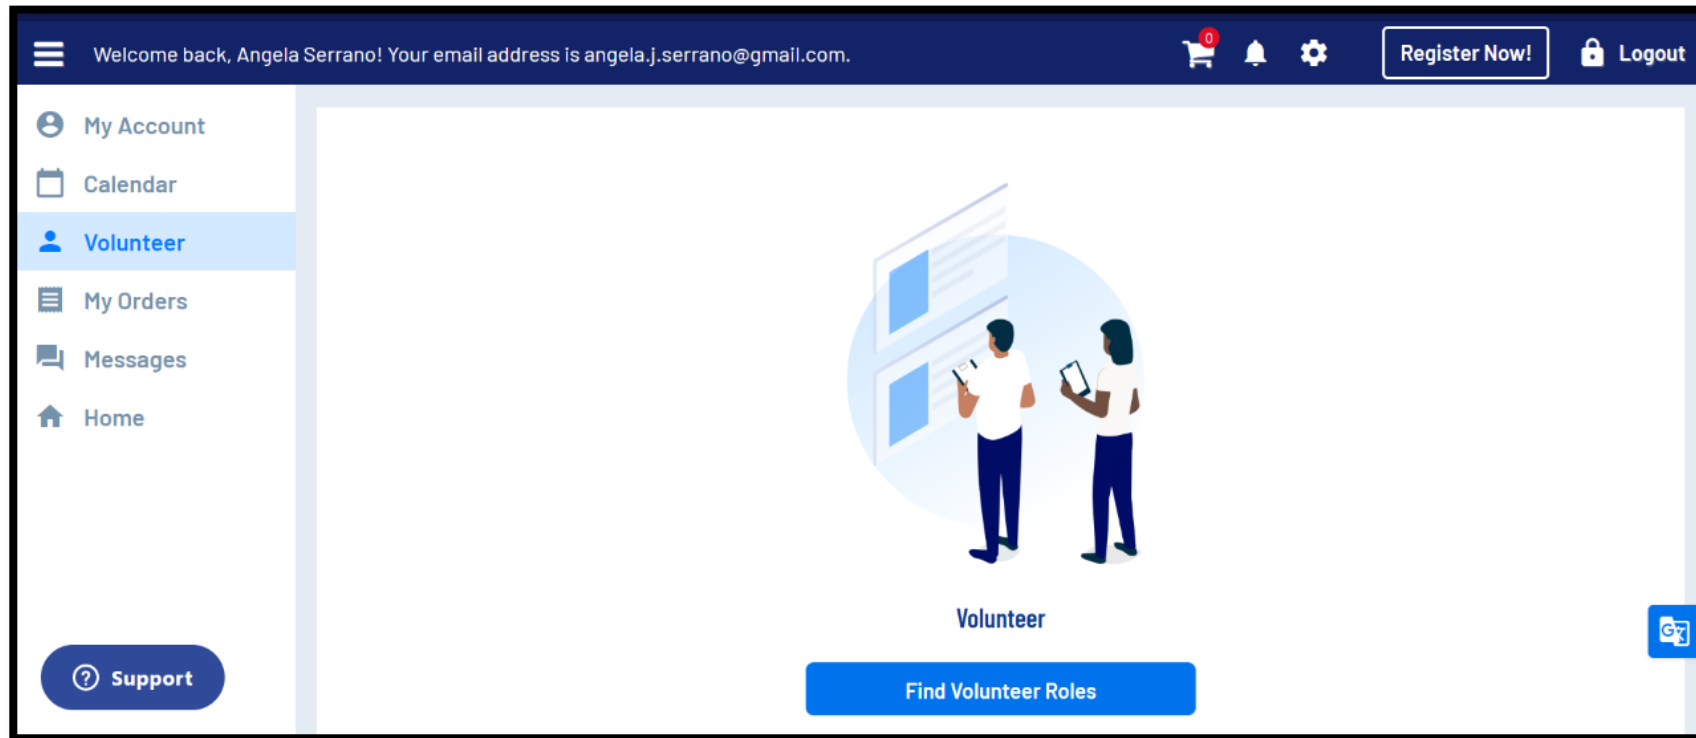 Welcome back, Angela Serrano! Your email address is angela.j.serrano@gmail.com.
0
Register Now!
Logout
My Account
Calendar
Volunteer
My Orders
Messages
Home
Support
Volunteer
Find Volunteer Roles
G